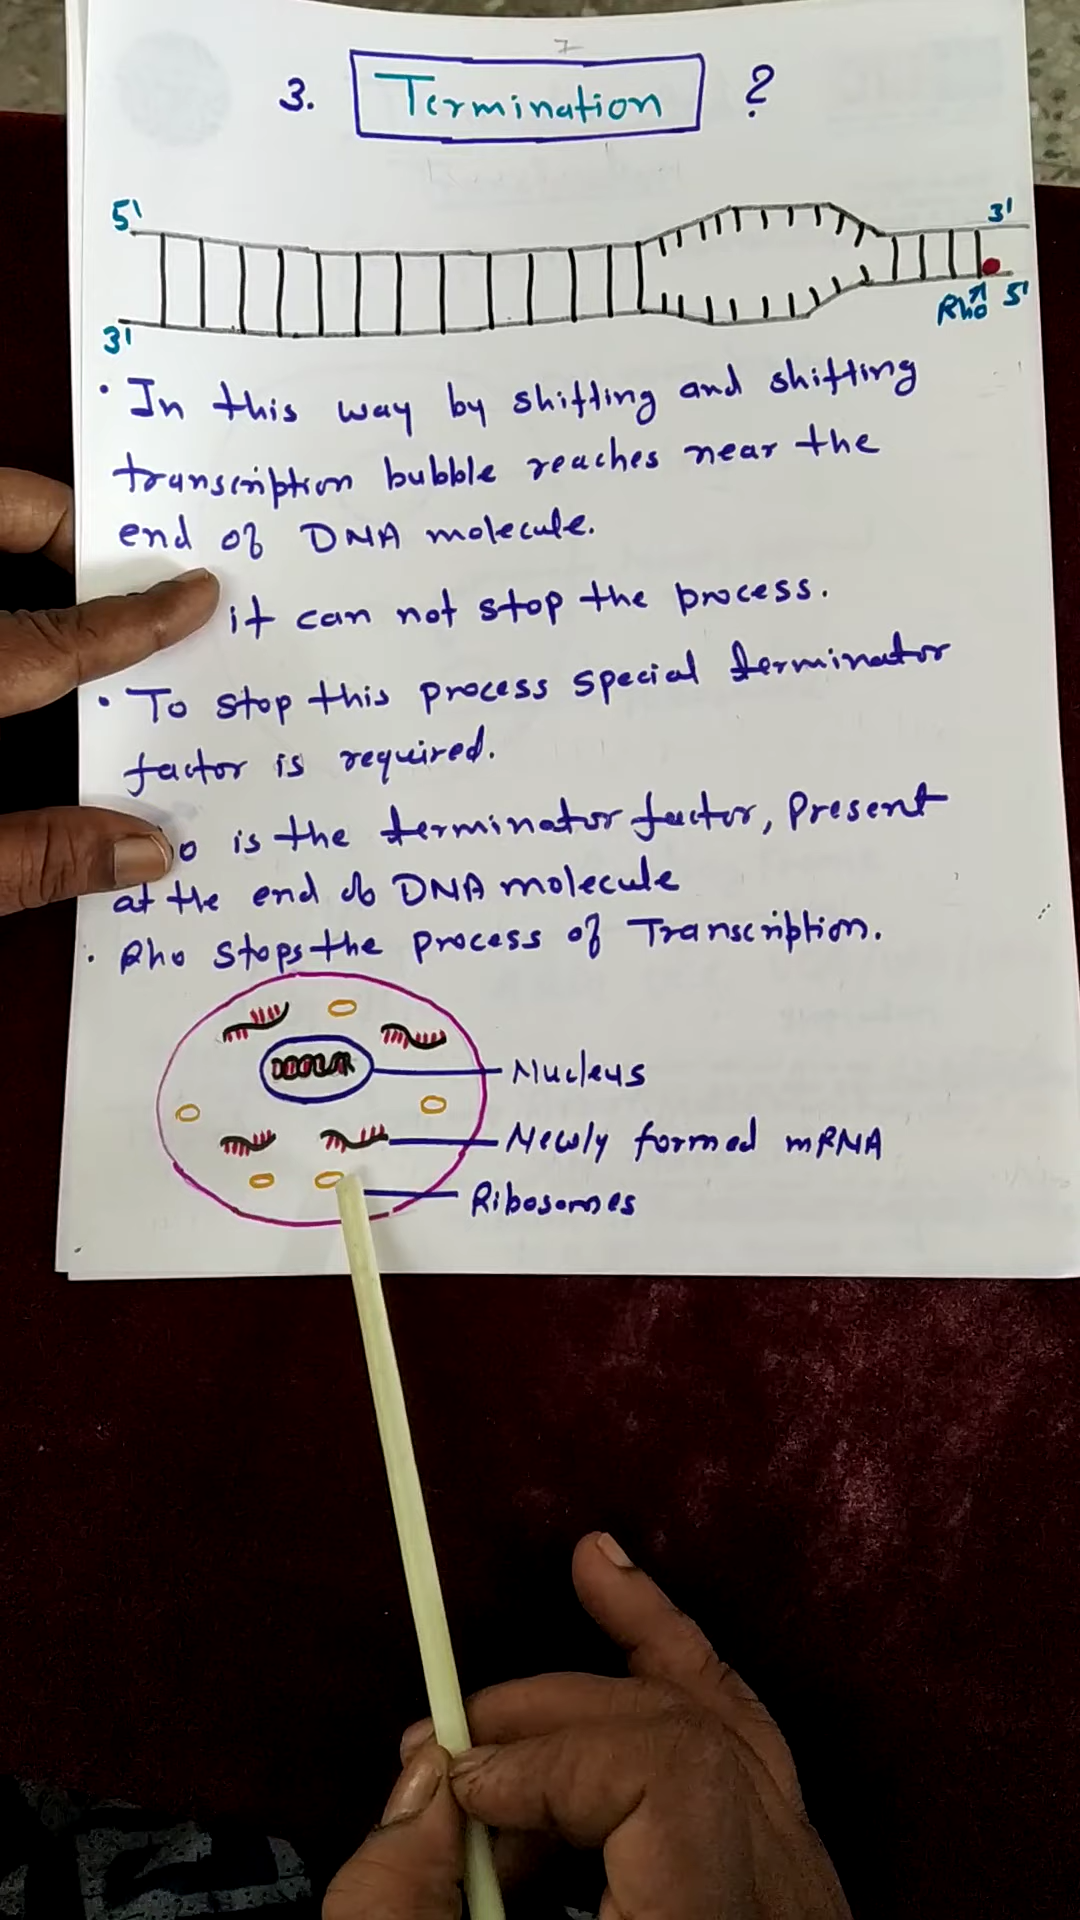 7
3. Termination ?
5' 3'
Rho 5'
3'
• In this way by shifting and shifting
transcription bubble reaches near the
end of DNA molecule.
it can not stop the process.
• To stop this process special terminator
factor is required.
o is the terminator factor, Present
at the end of DNA molecule
• Rho stops the process of Transcription.
Nucleus
Newly formed mRNA
Ribosomes